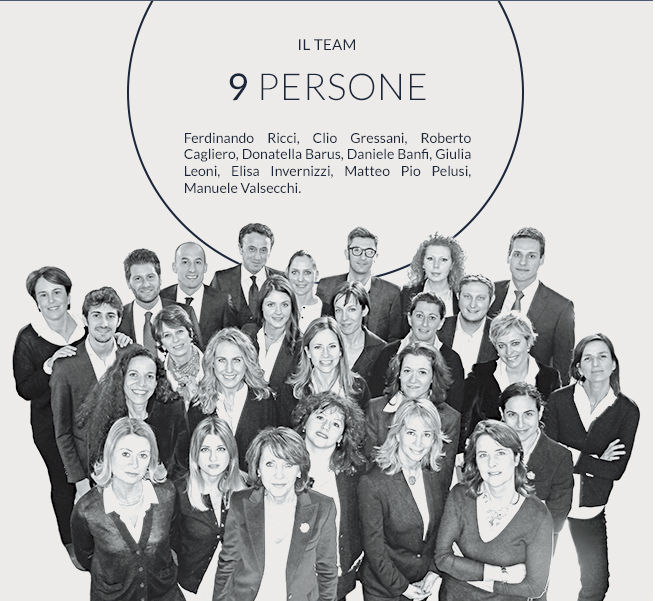 IL TEAM
9 PERSONE
Ferdinando Ricci, Clio Gressani, Roberto
Cagliero, Donatella Barus, Daniele Banfi, Giulia
Leoni, Elisa Invernizzi, Matteo Pio Pelusi,
Manuele Valsecchi.